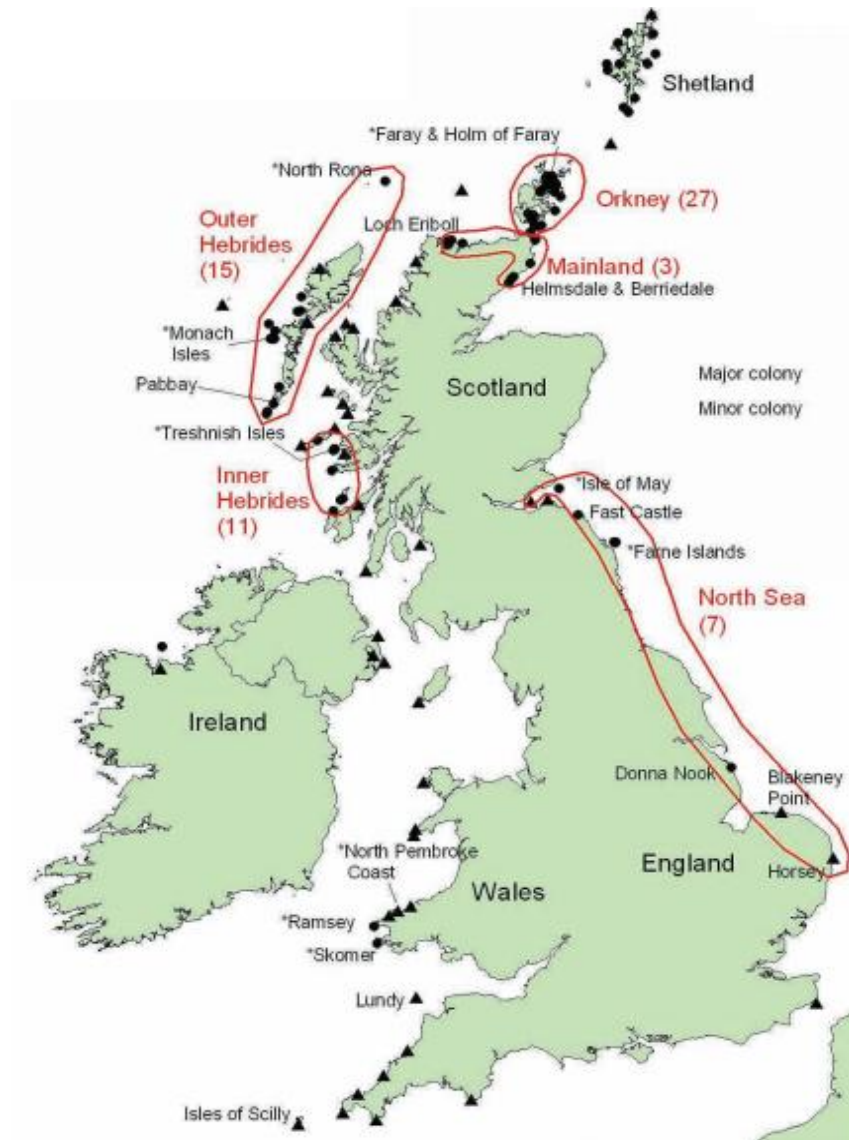 Shetland
*Faray & Holm of Faray
*North Rona
Orkney (27)
Outer
Hebrides
(15)
Loch Eriboll
Mainland (3)
Helmsdale & Berriedale
*Monach
Isles
Pabbay
Scotland
Major colony
Minor colony
*Treshnish Isles
Inner
Hebrides
(11)
*Isle of May
Fast Castle
*Farne Islands
North Sea
(7)
Ireland
Donna Nook
Blakeney
Point
*North Pembroke
Coast
England
Horsey
Wales
*Ramsey
*Skomer
Lundy
Isles of Scilly